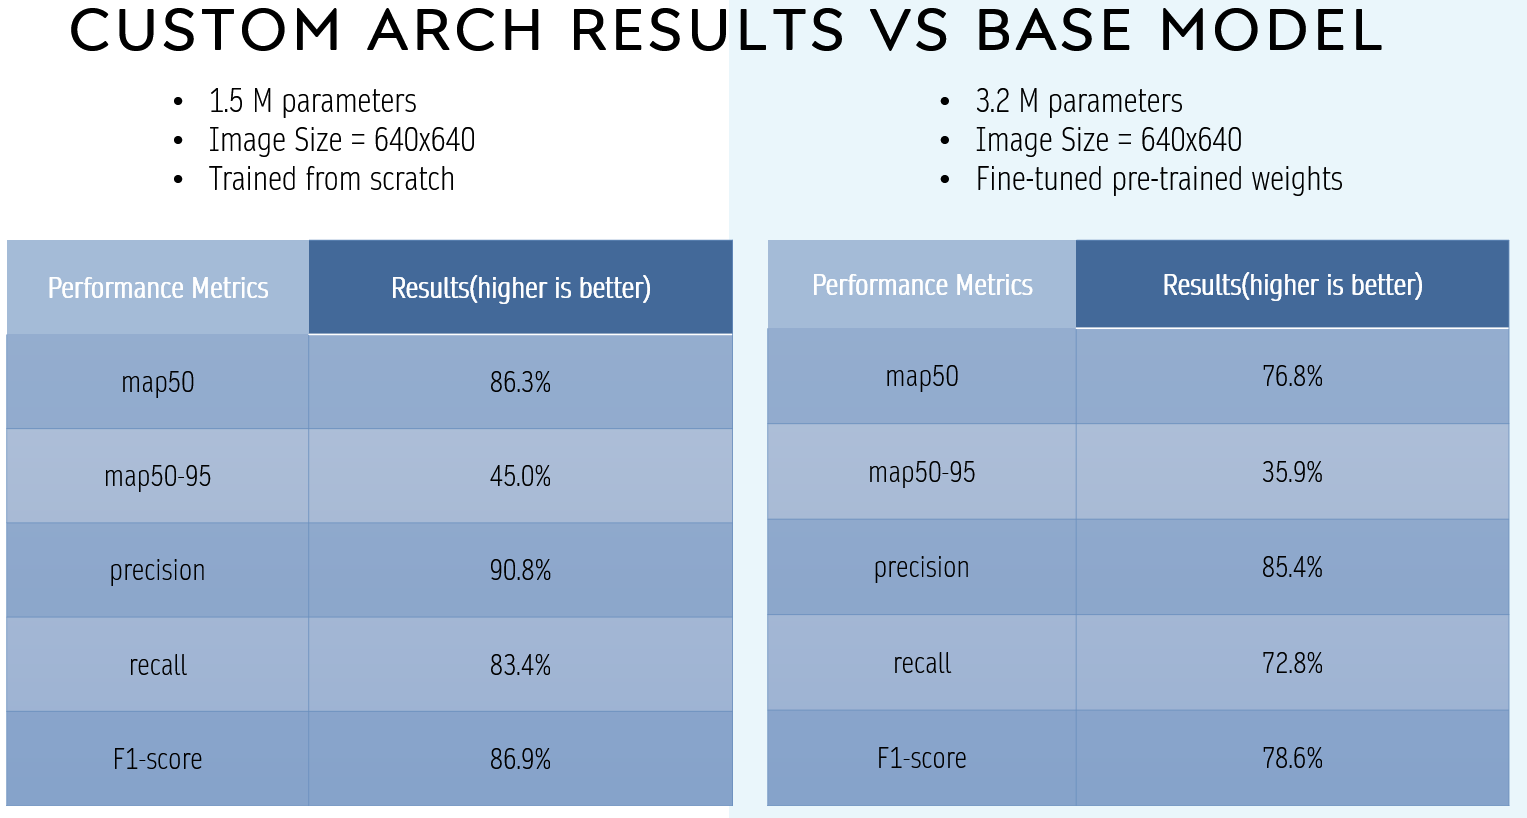 CUSTOM ARCH RESULTS VS BASE MODEL
• 1.5 M parameters
• Image Size = 640x640
• Trained from scratch
• 3.2 M parameters
• Image Size = 640x640
• Fine-tuned pre-trained weights
Performance Metrics Results(higher is better)
map50 86.3%
map50-95 45.0%
precision 90.8%
recall 83.4%
F1-score 86.9%
Performance Metrics Results(higher is better)
map50 76.8%
map50-95 35.9%
precision 85.4%
recall 72.8%
F1-score 78.6%